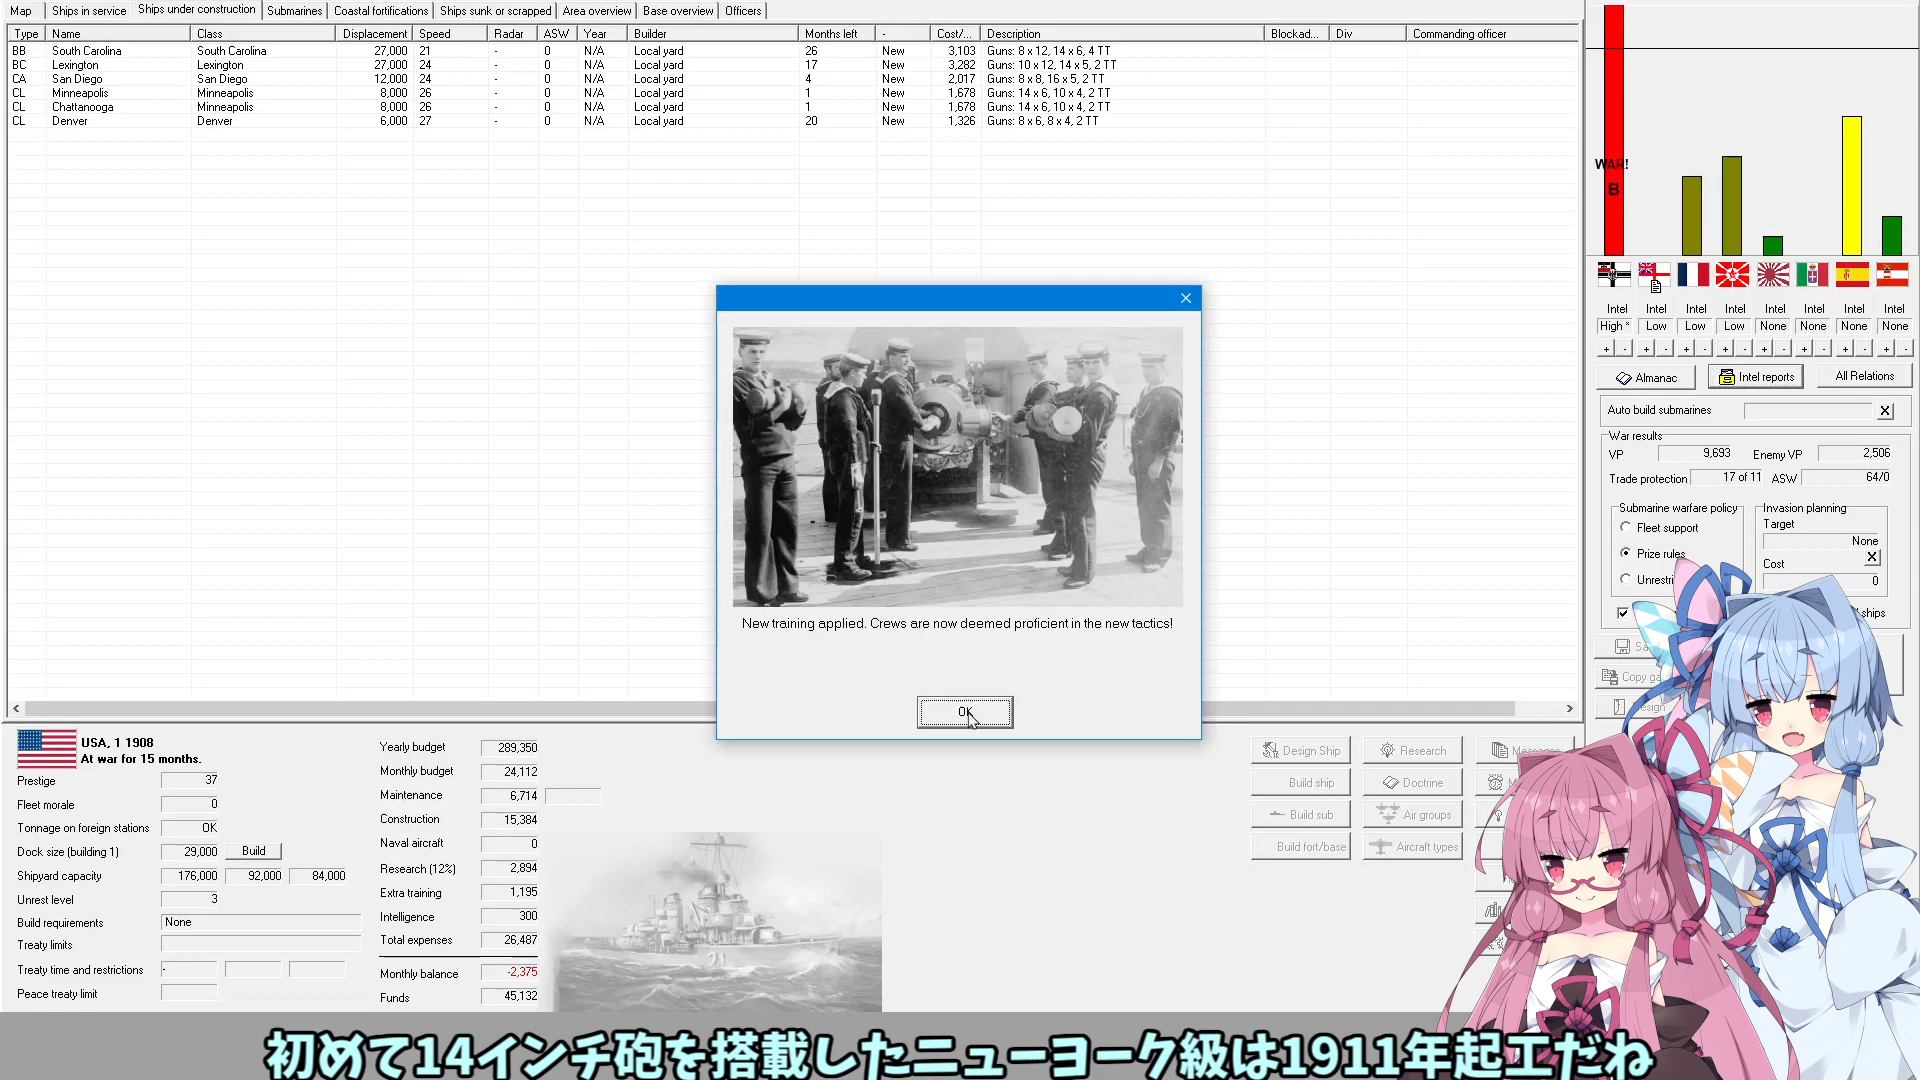 Map Ships in service Ships under construction Submarines Coastal fortifications Ships sunk or scrapped Area overview Base overview Officers
Type Name Class Displacement Speed Radar ASW Year Builder Months left - Cost/... Description Blockad... Div Commanding officer
BB South Carolina South Carolina 27,000 21 - 0 N/A Local yard 26 New 3,103 Guns: 8 x 12, 14 x 6, 4 TT
BC Lexington Lexington 27,000 24 - 0 N/A Local yard 17 New 3,282 Guns: 10 x 12, 14 x 5, 2 TT
CA San Diego San Diego 12,000 24 - 0 N/A Local yard 4 New 2,017 Guns: 8 x 8, 16 x 5, 2 TT
CL Minneapolis Minneapolis 8,000 26 - 0 N/A Local yard 1 New 1,678 Guns: 14 x 6, 10 x 4, 2 TT
CL Chattanooga Minneapolis 8,000 26 - 0 N/A Local yard 1 New 1,678 Guns: 14 x 6, 10 x 4, 2 TT
CL Denver Denver 6,000 27 - 0 N/A Local yard 20 New 1,326 Guns: 8 x 6, 8 x 4, 2 TT
WAR!
B
Intel Intel Intel Intel Intel Intel Intel Intel
High * Low Low Low None None None None
+ - + - + - + - + - + - + - + -
Almanac Intel reports All Relations
Auto build submarines X
War results
VP 9,693 Enemy VP 2,506
Trade protection 17 of 11 ASW 64/0
Submarine warfare policy
Fleet support
Prize rules
Invasion planning
Target
None
X
Cost
0
ships
Copy ga
New training applied. Crews are now deemed proficient in the new tactics!
OK
USA, 1 1908
At war for 15 months.
Prestige 37
Fleet morale 0
Tonnage on foreign stations OK
Dock size (building 1) 29,000 Build
Shipyard capacity 176,000 92,000 84,000
Unrest level 3
Build requirements None
Treaty limits
Treaty time and restrictions -
Peace treaty limit
Yearly budget 289,350
Monthly budget 24,112
Maintenance 6,714
Construction 15,384
Naval aircraft 0
Research (12%) 2,894
Extra training 1,195
Intelligence 300
Total expenses 26,487
Monthly balance -2,375
Funds 45,132
Design Ship Research
Build ship Doctrine
Build sub Air groups
Build fort/base Aircraft types
初めて14インチ砲を搭載したニューヨーク級は1911年起工だね